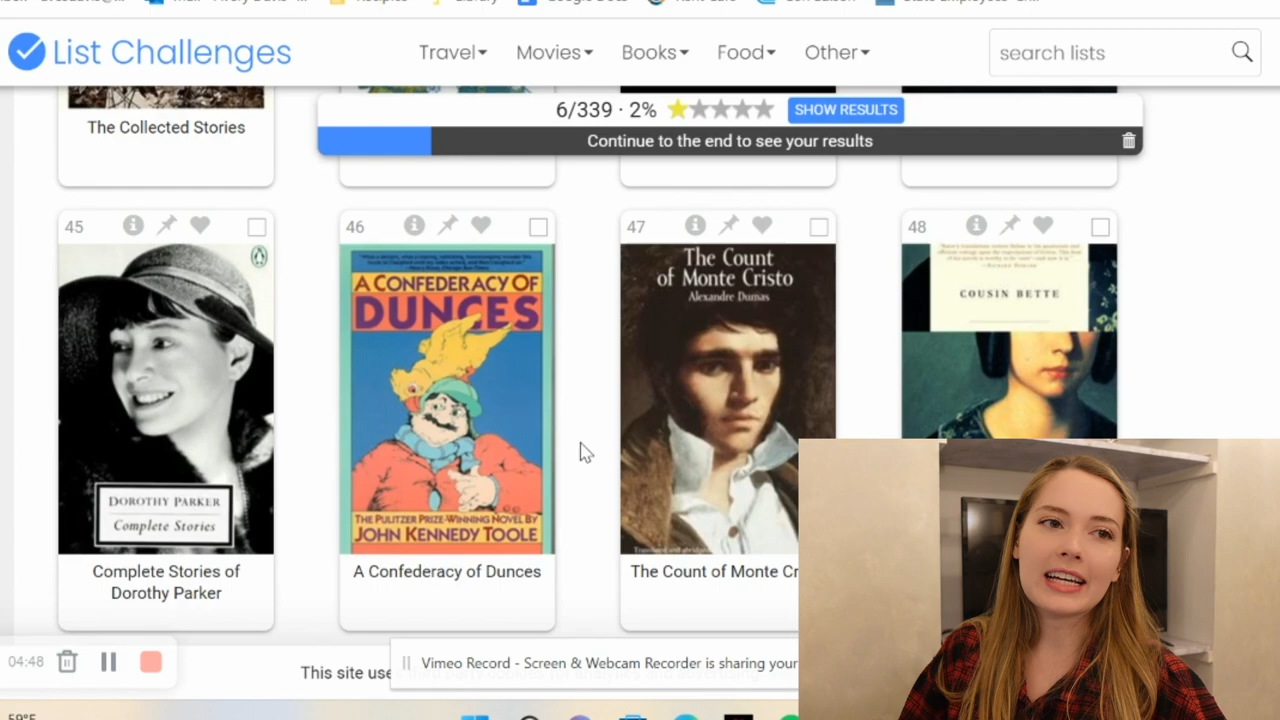 List Challenges
Travel
Movies
Books
Food
Other
search lists
6/339 · 2%
SHOW RESULTS
Continue to the end to see your results
The Collected Stories
45
46
47
48
DOROTHY PARKER
Complete Stories
Complete Stories of
Dorothy Parker
A CONFEDERACY OF
DUNCES
THE PULITZER PRIZE-WINNING NOVEL BY
JOHN KENNEDY TOOLE
A Confederacy of Dunces
The Count
of Monte Cristo
Alexandre Dumas
The Count of Monte Cr
COUSIN BETTE
04:48
This site use
Vimeo Record - Screen & Webcam Recorder is sharing your
59°F